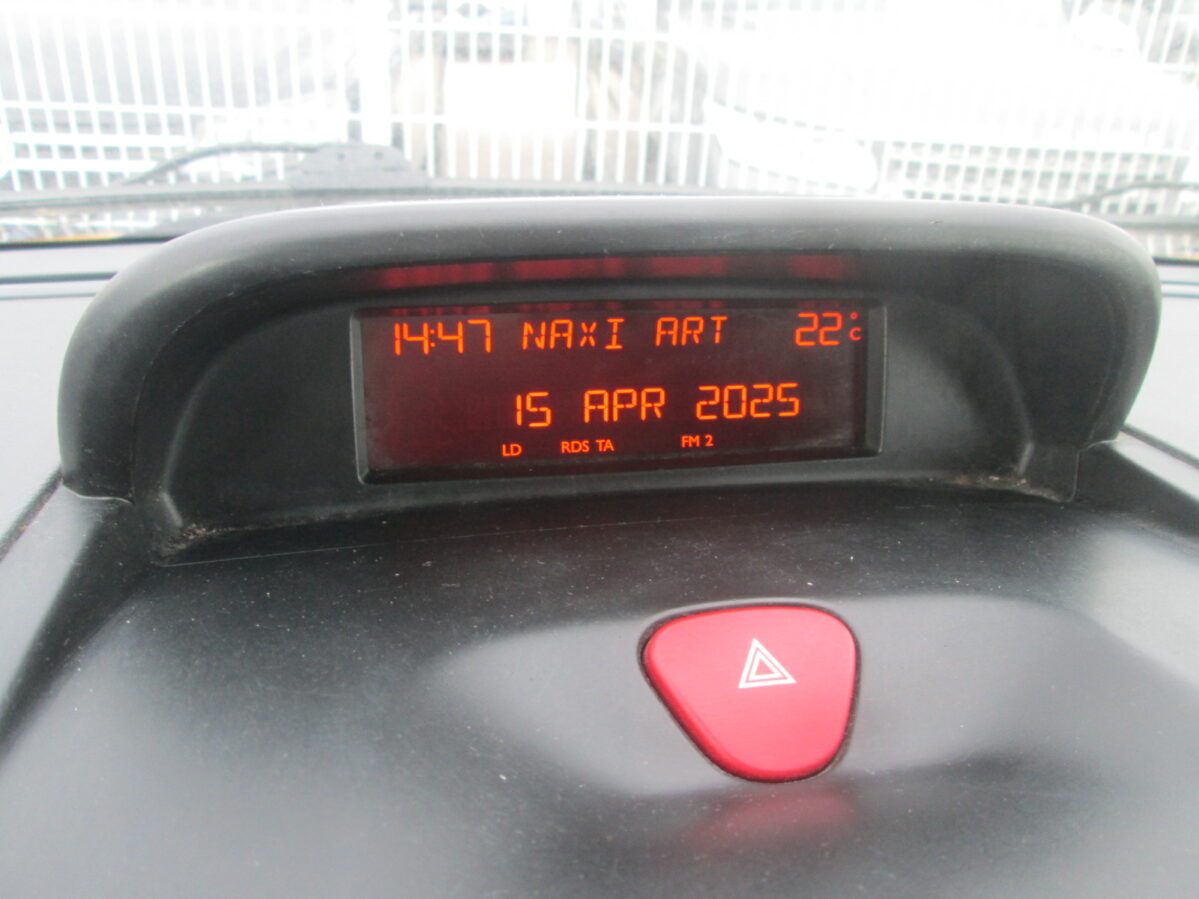 14:47 NAXI ART 22°C
15 APR 2025
LD RDS TA FM 2